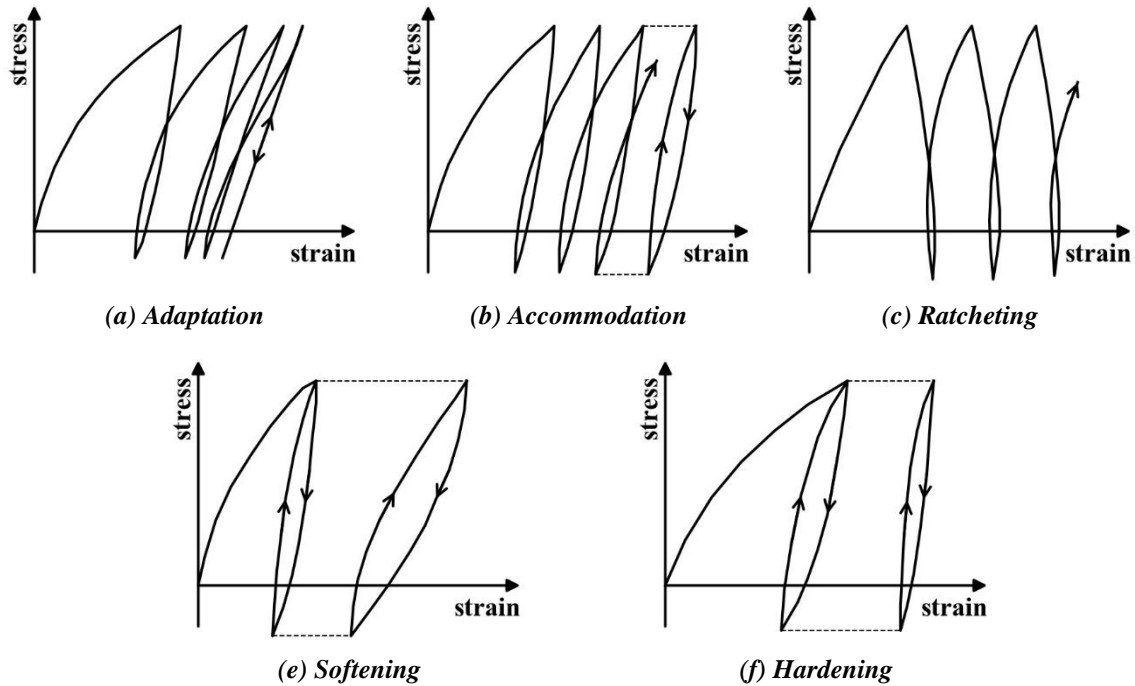 stress
strain
(a) Adaptation
stress
strain
(b) Accommodation
stress
strain
(c) Ratcheting
stress
strain
(e) Softening
stress
strain
(f) Hardening